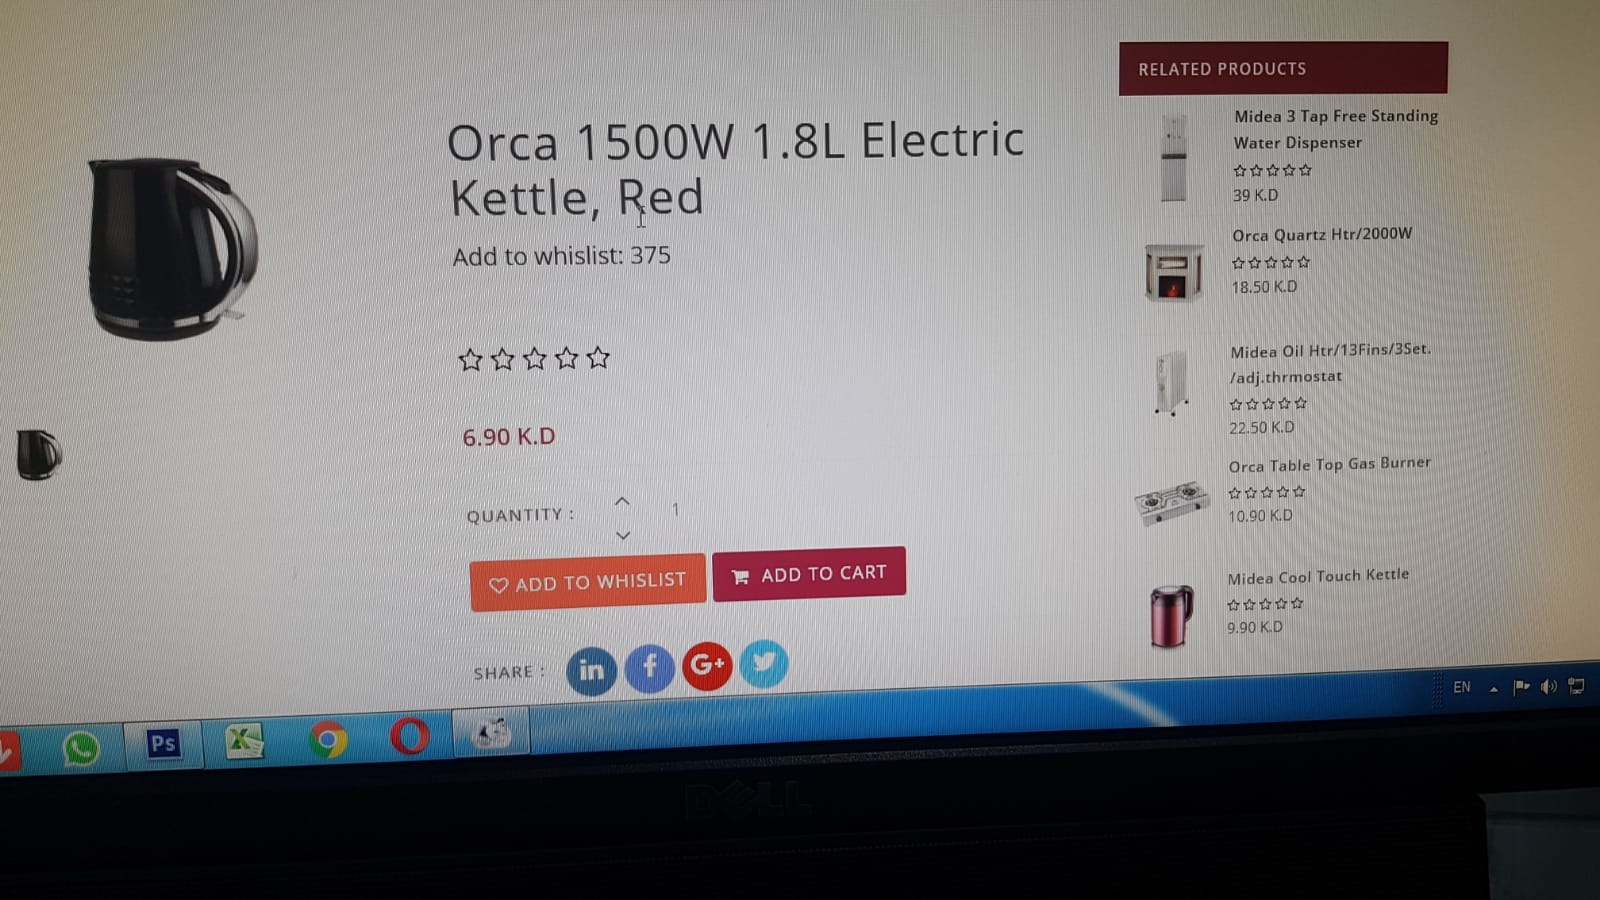 Orca 1500W 1.8L Electric
Kettle, Red
Add to whislist: 375
6.90 K.D
QUANTITY :
1
ADD TO WHISLIST
ADD TO CART
SHARE :
in
f
G+
RELATED PRODUCTS
Midea 3 Tap Free Standing
Water Dispenser
39 K.D
Orca Quartz Htr/2000W
18.50 K.D
Midea Oil Htr/13Fins/3Set.
/adj.thrmostat
22.50 K.D
Orca Table Top Gas Burner
10.90 K.D
Midea Cool Touch Kettle
9.90 K.D
Ps
X
EN
DELL